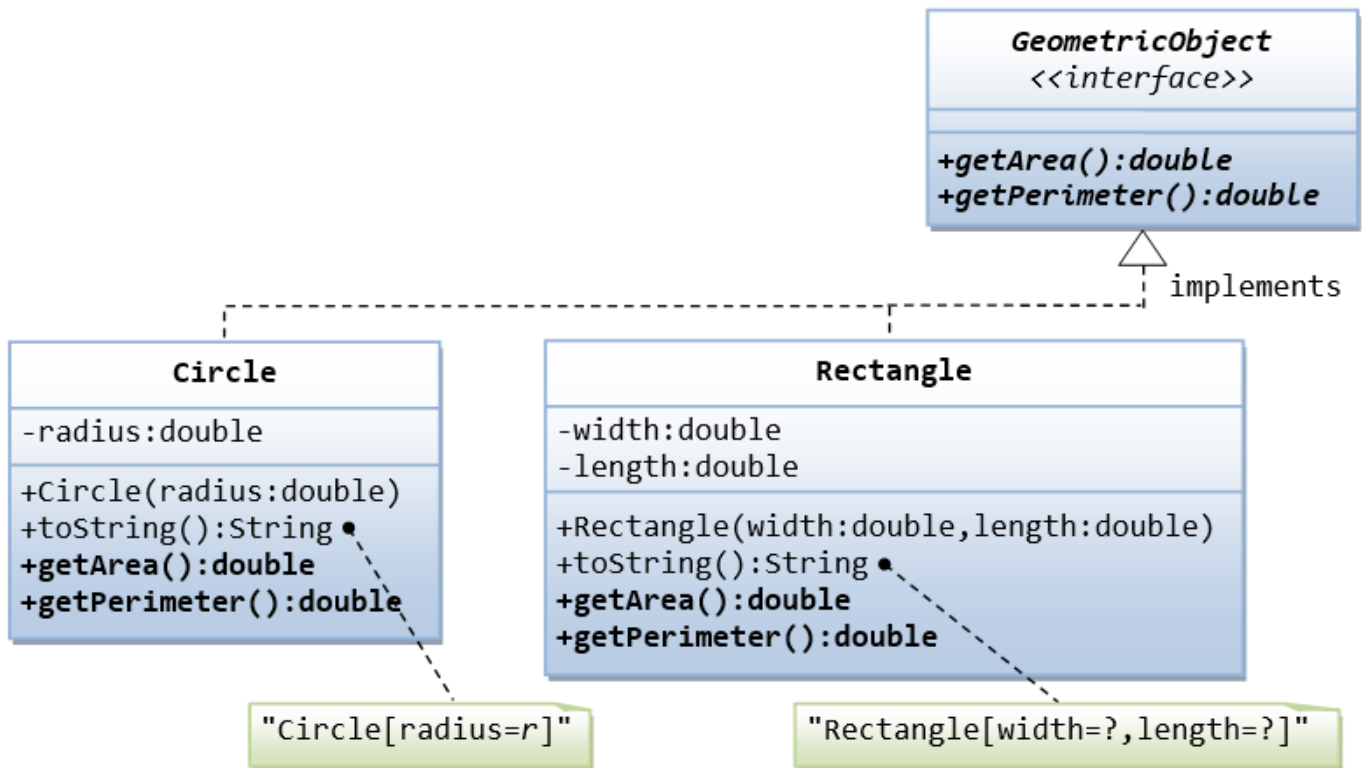 GeometricObject
<<interface>>
+getArea():double
+getPerimeter():double
implements
Circle
-radius:double
+Circle(radius:double)
+toString():String
+getArea():double
+getPerimeter():double
"Circle[radius=r]"
Rectangle
-width:double
-length:double
+Rectangle(width:double,length:double)
+toString():String
+getArea():double
+getPerimeter():double
"Rectangle[width=?,length=?]"